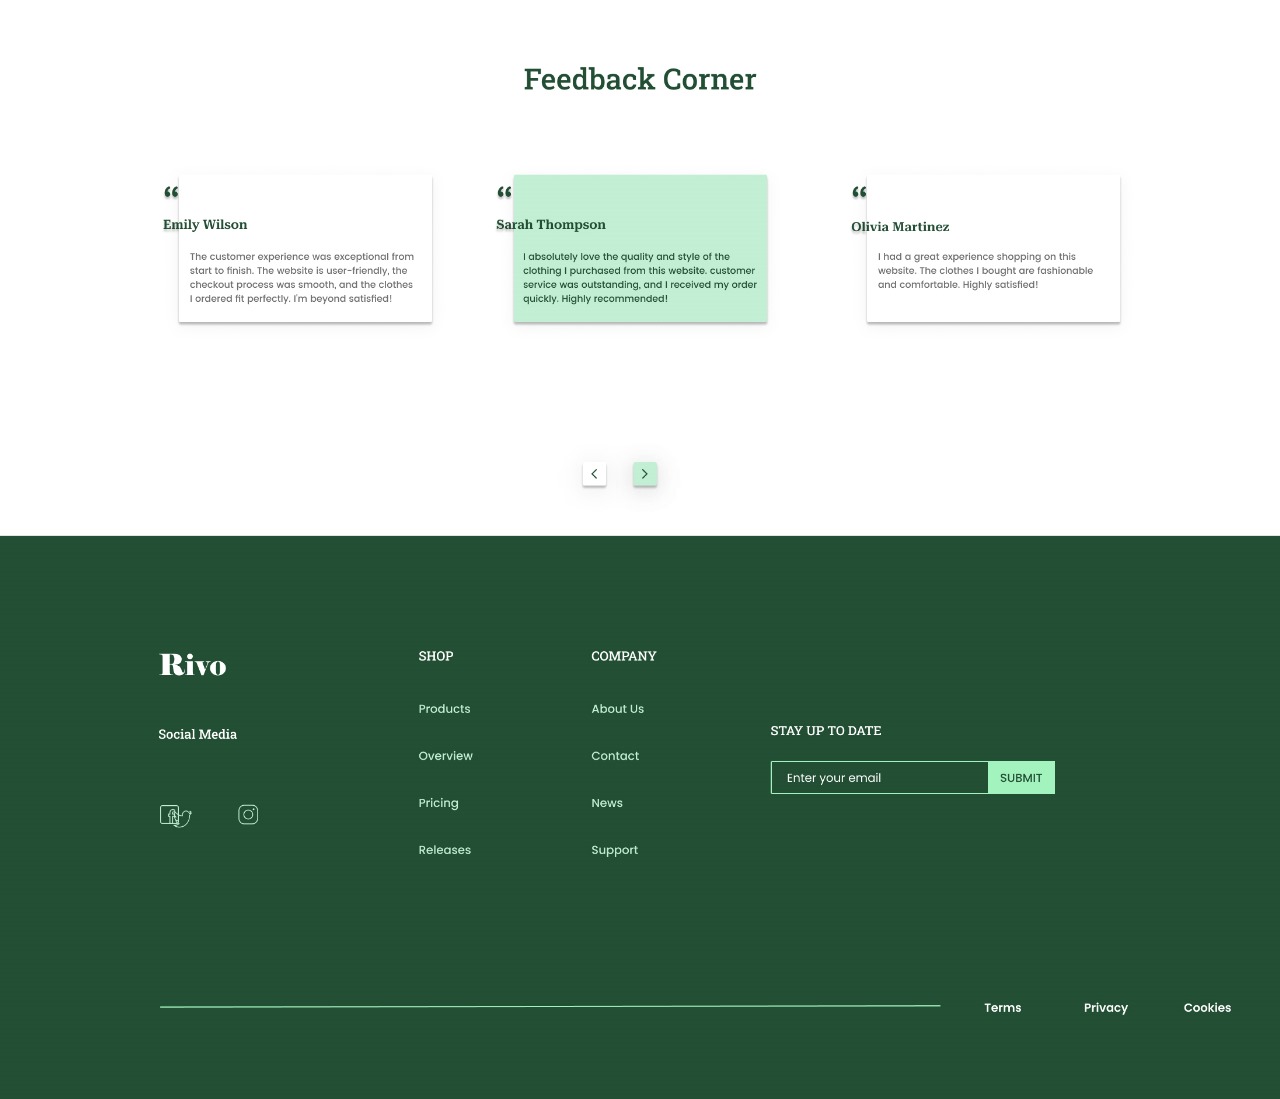 Feedback Corner
“
Emily Wilson
The customer experience was exceptional from
start to finish. The website is user-friendly, the
checkout process was smooth, and the clothes
I ordered fit perfectly. I'm beyond satisfied!
“
Sarah Thompson
I absolutely love the quality and style of the
clothing I purchased from this website. customer
service was outstanding, and I received my order
quickly. Highly recommended!
“
Olivia Martinez
I had a great experience shopping on this
website. The clothes I bought are fashionable
and comfortable. Highly satisfied!
Rivo
Social Media
SHOP
Products
Overview
Pricing
Releases
COMPANY
About Us
Contact
News
Support
STAY UP TO DATE
Enter your email
SUBMIT
Terms
Privacy
Cookies